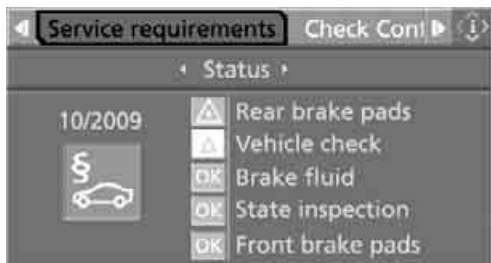 Service requirements Check Cont
Status
10/2009
Rear brake pads
Vehicle check
OK Brake fluid
OK State inspection
OK Front brake pads
§